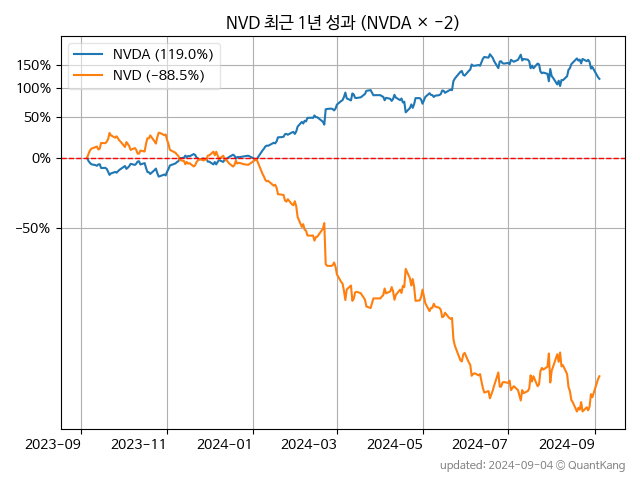 NVD 최근 1년 성과 (NVDA × −2)
NVDA (119.0%)
NVD (−88.5%)
150%
100%
50%
0%
−50%
2023-09 2023-11 2024-01 2024-03 2024-05 2024-07 2024-09
updated: 2024-09-04 © QuantKang